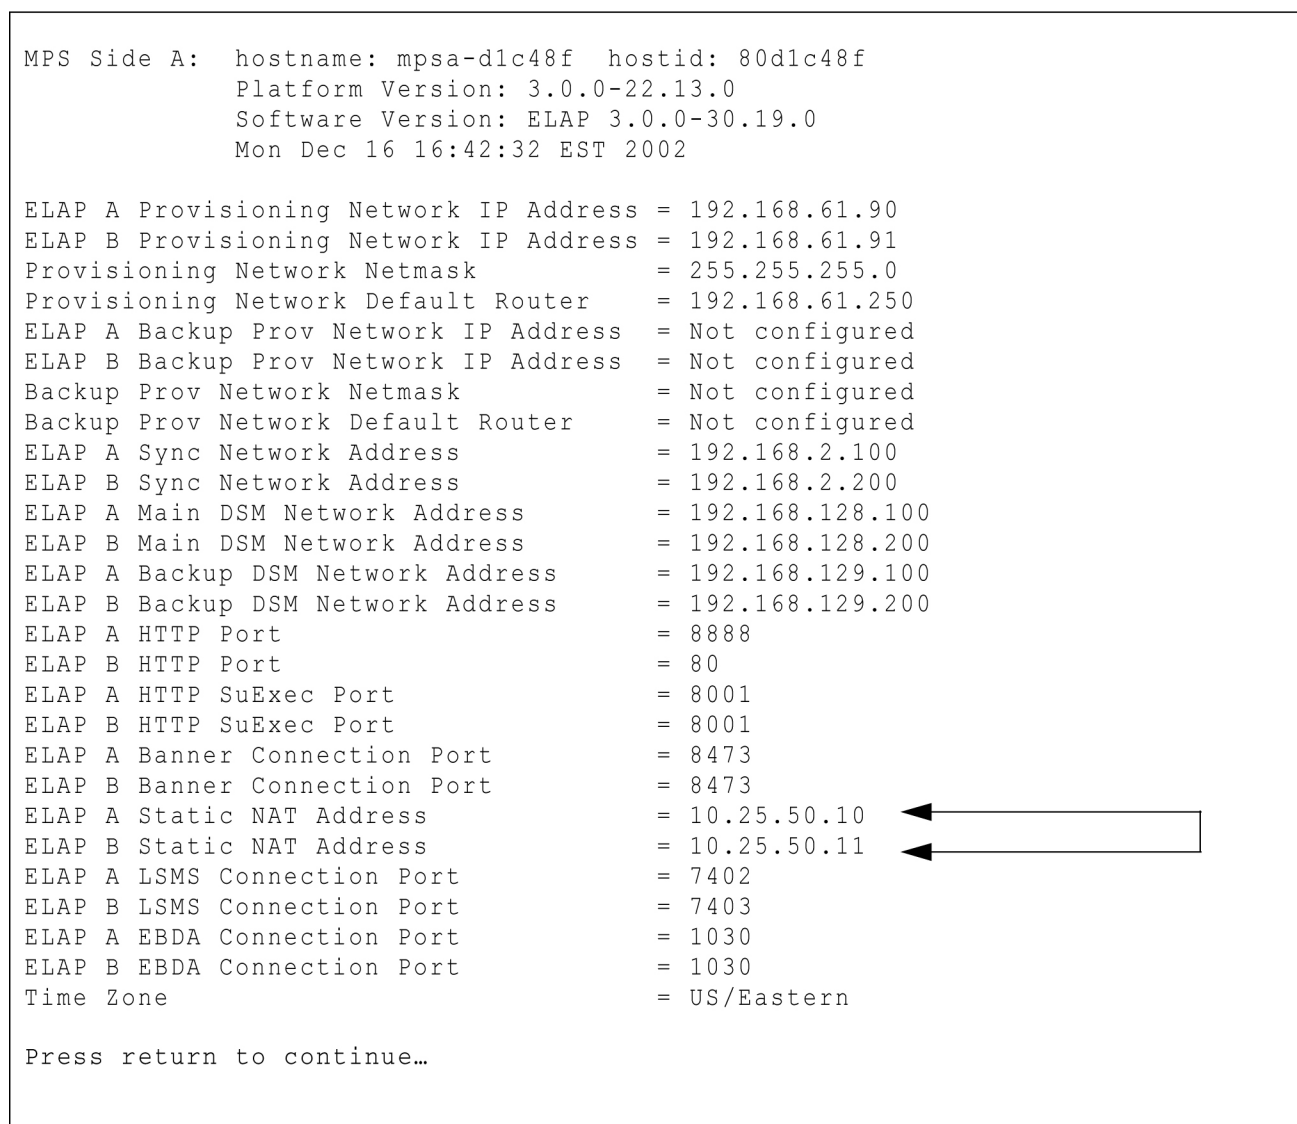 MPS Side A:  hostname: mpsa-d1c48f  hostid: 80d1c48f
Platform Version: 3.0.0-22.13.0
Software Version: ELAP 3.0.0-30.19.0
Mon Dec 16 16:42:32 EST 2002
ELAP A Provisioning Network IP Address = 192.168.61.90
ELAP B Provisioning Network IP Address = 192.168.61.91
Provisioning Network Netmask           = 255.255.255.0
Provisioning Network Default Router    = 192.168.61.250
ELAP A Backup Prov Network IP Address  = Not configured
ELAP B Backup Prov Network IP Address  = Not configured
Backup Prov Network Netmask            = Not configured
Backup Prov Network Default Router     = Not configured
ELAP A Sync Network Address            = 192.168.2.100
ELAP B Sync Network Address            = 192.168.2.200
ELAP A Main DSM Network Address        = 192.168.128.100
ELAP B Main DSM Network Address        = 192.168.128.200
ELAP A Backup DSM Network Address      = 192.168.129.100
ELAP B Backup DSM Network Address      = 192.168.129.200
ELAP A HTTP Port                       = 8888
ELAP B HTTP Port                       = 80
ELAP A HTTP SuExec Port                = 8001
ELAP B HTTP SuExec Port                = 8001
ELAP A Banner Connection Port          = 8473
ELAP B Banner Connection Port          = 8473
ELAP A Static NAT Address              = 10.25.50.10
ELAP B Static NAT Address              = 10.25.50.11
ELAP A LSMS Connection Port            = 7402
ELAP B LSMS Connection Port            = 7403
ELAP A EBDA Connection Port            = 1030
ELAP B EBDA Connection Port            = 1030
Time Zone                              = US/Eastern
Press return to continue…